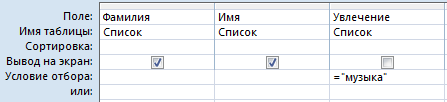 Поле: Фамилия Имя Увлечение
Имя таблицы: Список Список Список
Сортировка:
Вывод на экран:
Условие отбора: ="музыка"
или: